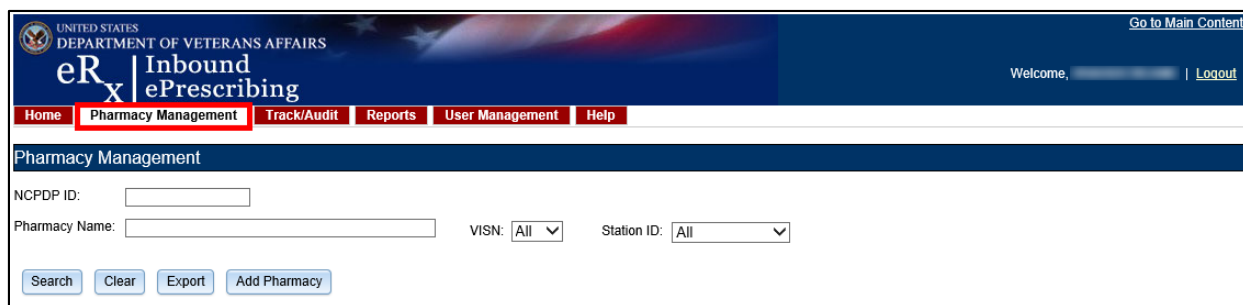 Go to Main Content
UNITED STATES
DEPARTMENT OF VETERANS AFFAIRS
eRx Inbound
ePrescribing
Welcome, | Logout
Home Pharmacy Management Track/Audit Reports User Management Help
Pharmacy Management
NCPDP ID:
Pharmacy Name: VISN: All Station ID: All
Search Clear Export Add Pharmacy